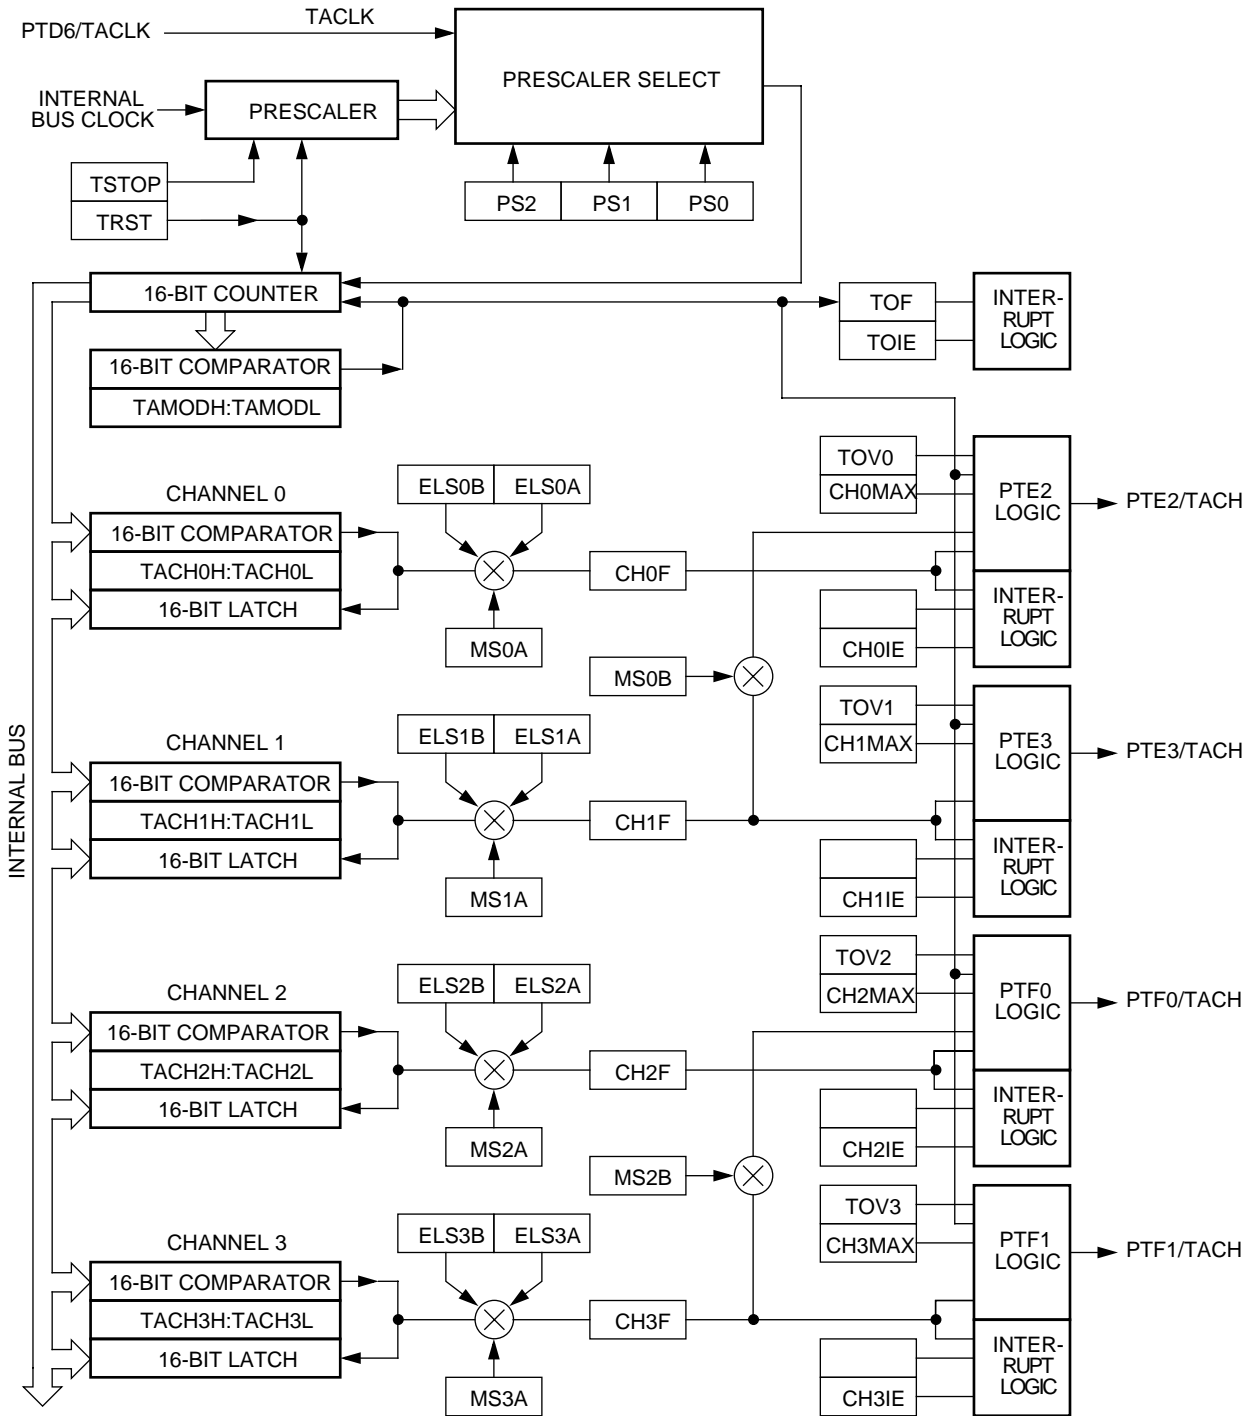 TACLK
PTD6/TACLK
PRESCALER SELECT
INTERNAL
BUS CLOCK
PRESCALER
TSTOP
TRST
PS2
PS1
PS0
16-BIT COUNTER
TOF
TOIE
INTER-
RUPT
LOGIC
16-BIT COMPARATOR
TAMODH:TAMODL
INTERNAL BUS
CHANNEL 0
16-BIT COMPARATOR
TACH0H:TACH0L
16-BIT LATCH
ELS0B
ELS0A
MS0A
CH0F
TOV0
CH0MAX
PTE2
LOGIC
PTE2/TACH
INTER-
RUPT
LOGIC
CH0IE
MS0B
CHANNEL 1
16-BIT COMPARATOR
TACH1H:TACH1L
16-BIT LATCH
ELS1B
ELS1A
MS1A
CH1F
TOV1
CH1MAX
PTE3
LOGIC
PTE3/TACH
INTER-
RUPT
LOGIC
CH1IE
CHANNEL 2
16-BIT COMPARATOR
TACH2H:TACH2L
16-BIT LATCH
ELS2B
ELS2A
MS2A
CH2F
TOV2
CH2MAX
PTF0
LOGIC
PTF0/TACH
INTER-
RUPT
LOGIC
CH2IE
MS2B
CHANNEL 3
16-BIT COMPARATOR
TACH3H:TACH3L
16-BIT LATCH
ELS3B
ELS3A
MS3A
CH3F
TOV3
CH3MAX
PTF1
LOGIC
PTF1/TACH
INTER-
RUPT
LOGIC
CH3IE